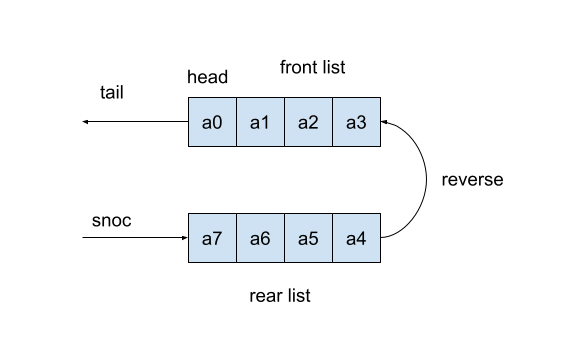 head
front list
tail
a0 a1 a2 a3
reverse
snoc
a7 a6 a5 a4
rear list